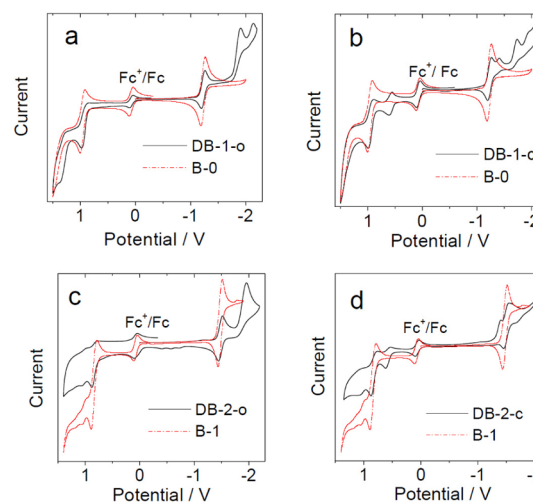 a
Fc⁺/Fc
Current
DB-1-o
B-0
1 0 -1 -2
Potential / V
b
Fc⁺/ Fc
Current
DB-1-c
B-0
1 0 -1 -2
Potential / V
c
Fc⁺/Fc
Current
DB-2-o
B-1
1 0 -1 -2
Potential / V
d
Fc⁺/Fc
Current
DB-2-c
B-1
1 0 -1 -2
Potential / V